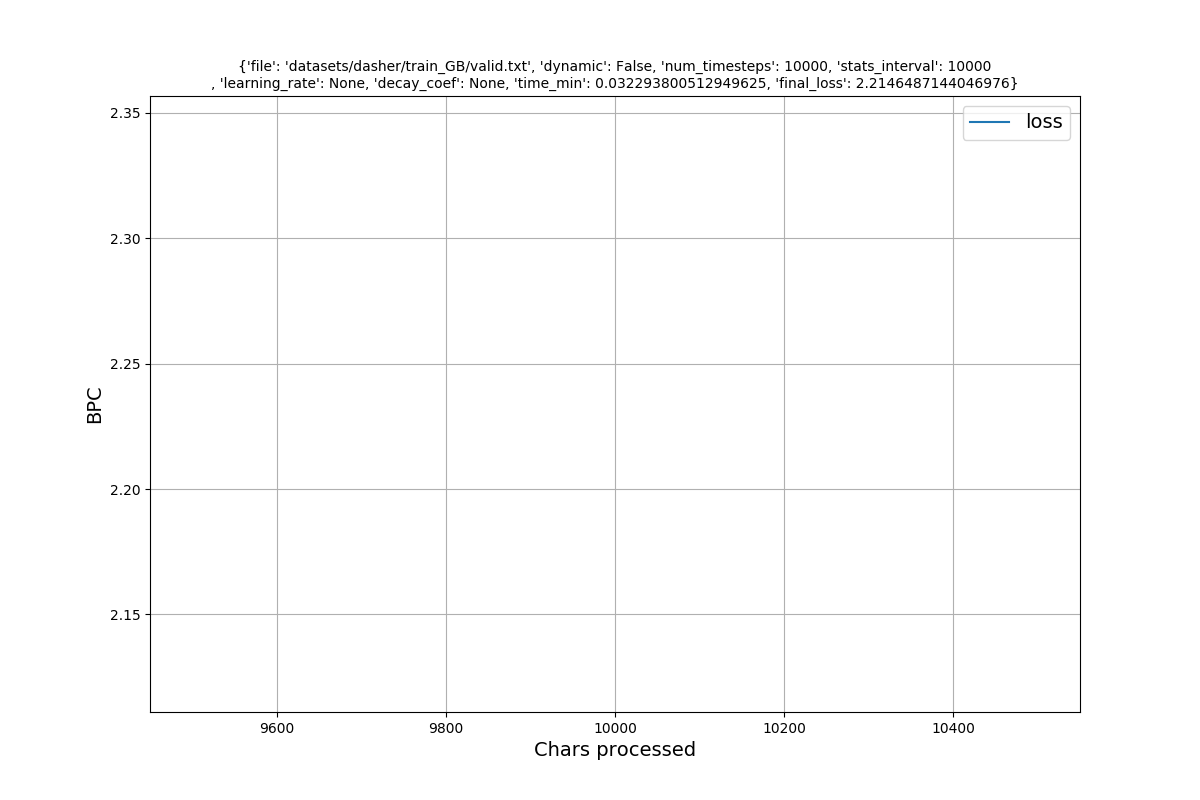 {'file': 'datasets/dasher/train_GB/valid.txt', 'dynamic': False, 'num_timesteps': 10000, 'stats_interval': 10000
, 'learning_rate': None, 'decay_coef': None, 'time_min': 0.032293800512949625, 'final_loss': 2.2146487144046976}
loss
2.35
2.30
2.25
2.20
2.15
BPC
9600
9800
10000
10200
10400
Chars processed